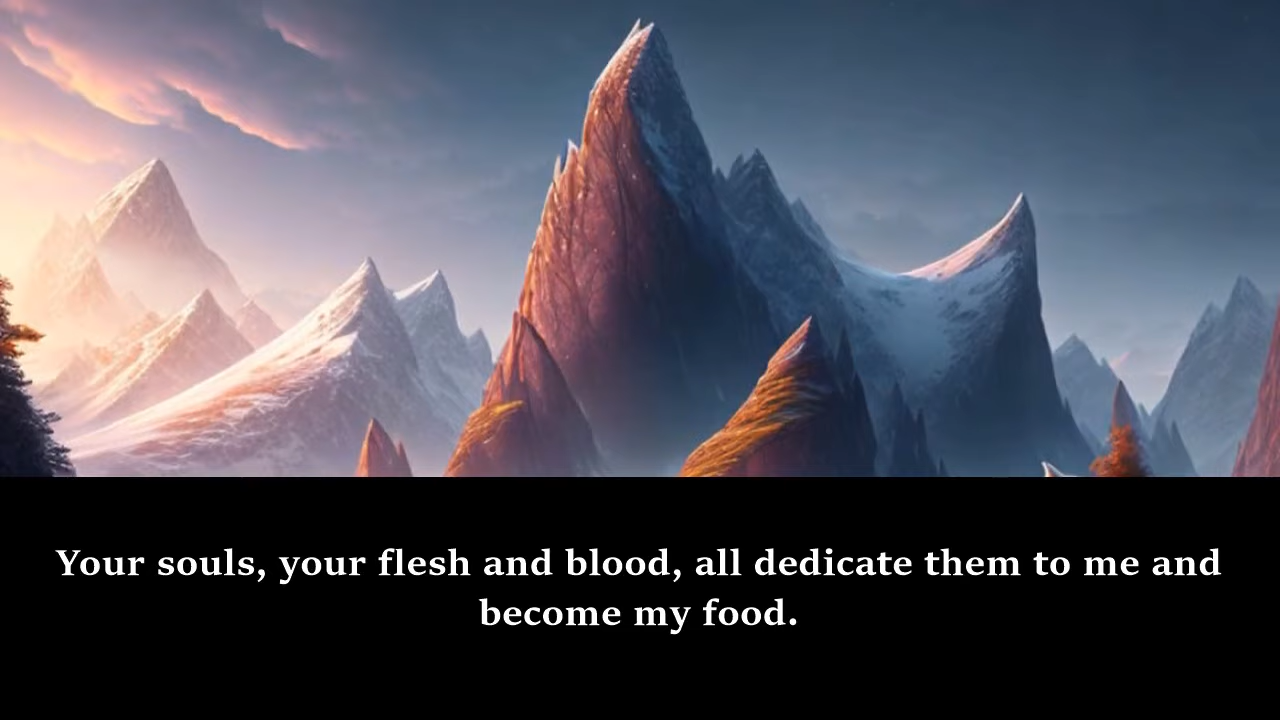 Your souls, your flesh and blood, all dedicate them to me and
become my food.